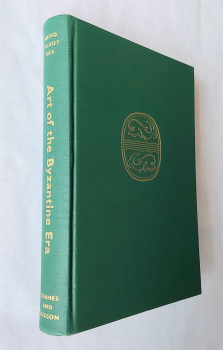 DAVID
TALBOT
RICE
Art of the Byzantine Era
THAMES AND
HUDSON